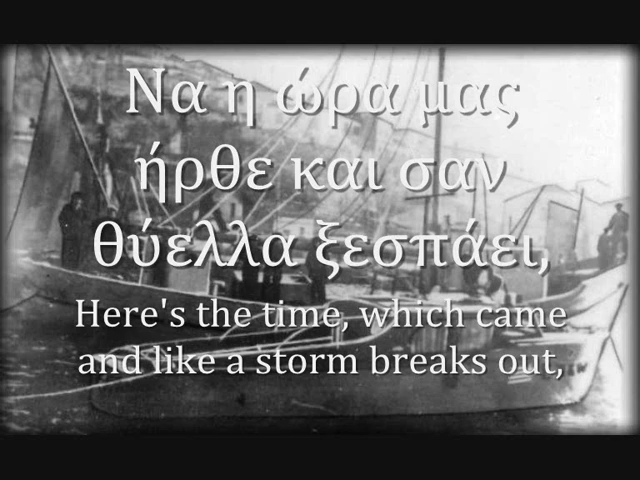 Να η ώρα μας
ήρθε και σαν
θύελλα ξεσπάει,
Here's the time, which came
and like a storm breaks out,